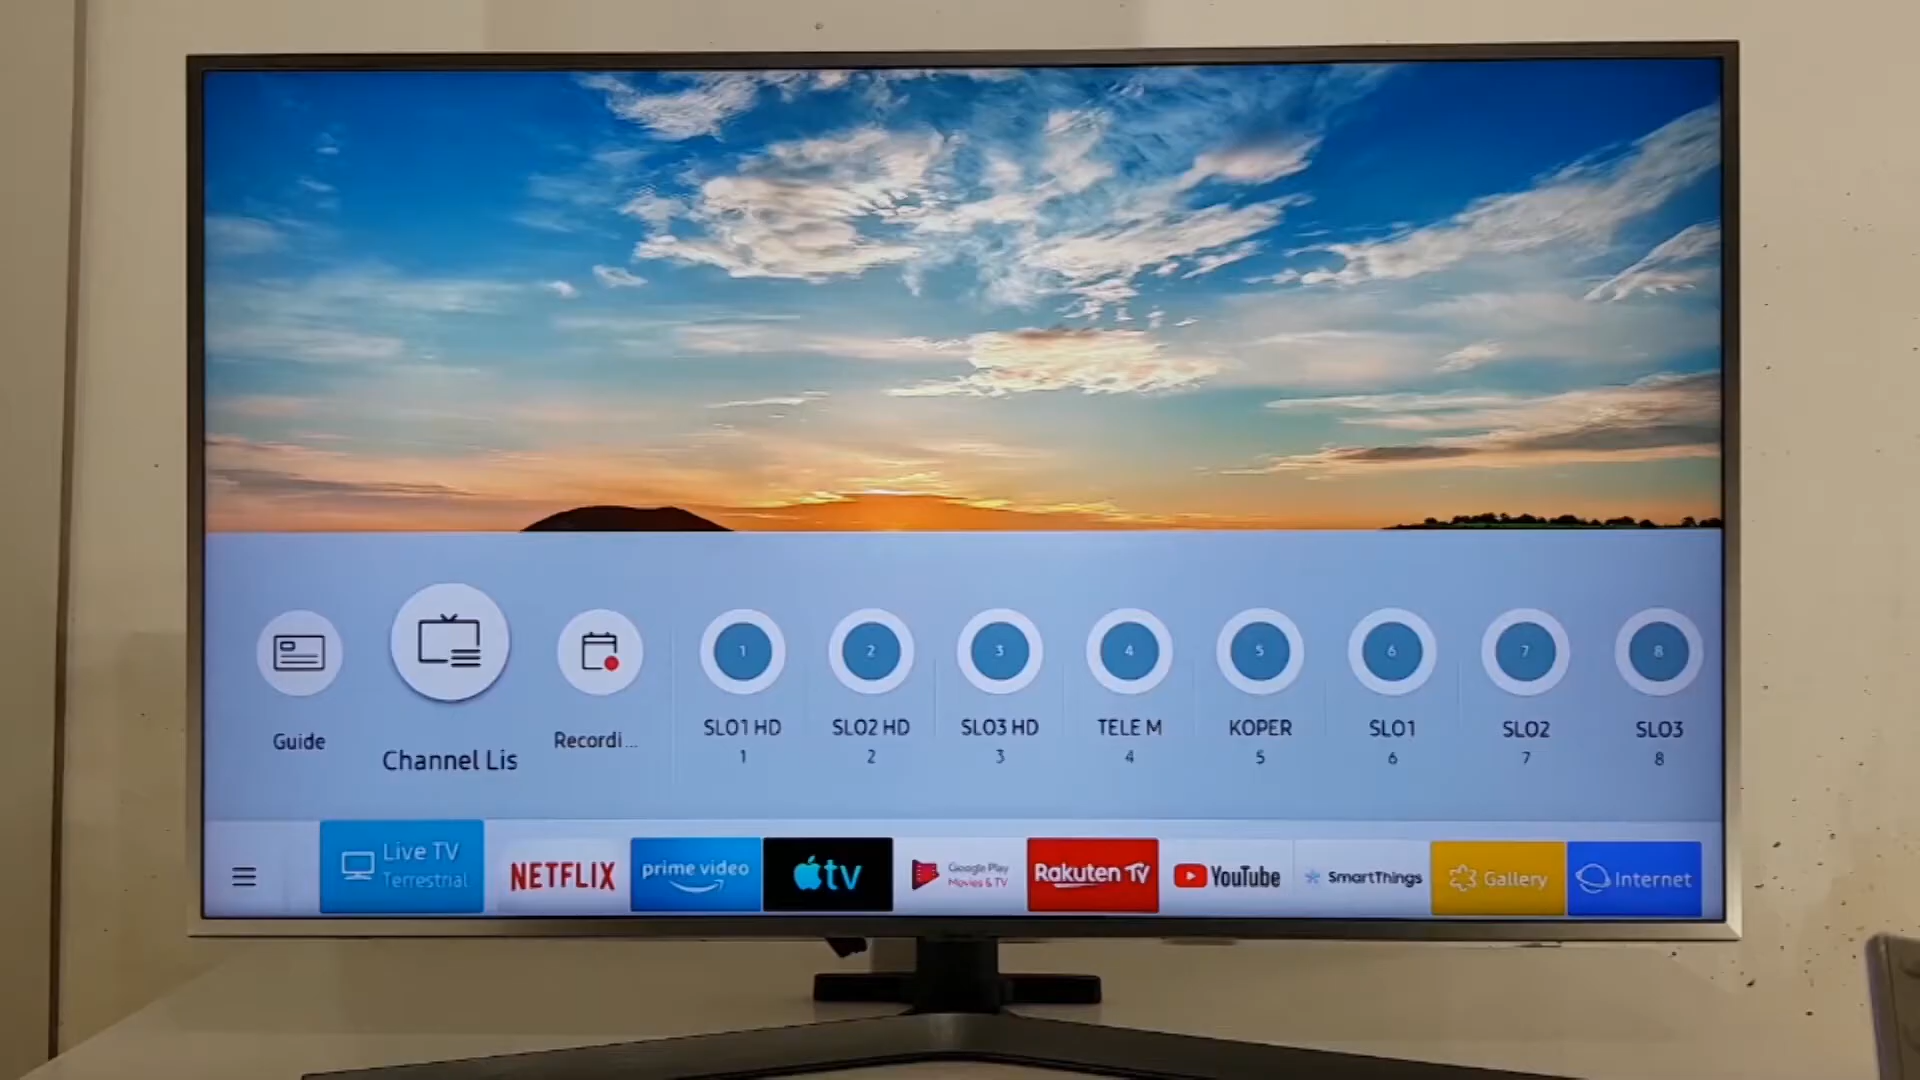 1 2 3 4 5 6 7 8
SLO1 HD SLO2 HD SLO3 HD TELE M KOPER SLO1 SLO2 SLO3
Guide Channel Lis Recordi... 1 2 3 4 5 6 7 8
Live TV
Terrestrial
NETFLIX
prime video
tv
Google Play
Movies & TV
Rakuten TV
YouTube
SmartThings
Gallery
Internet